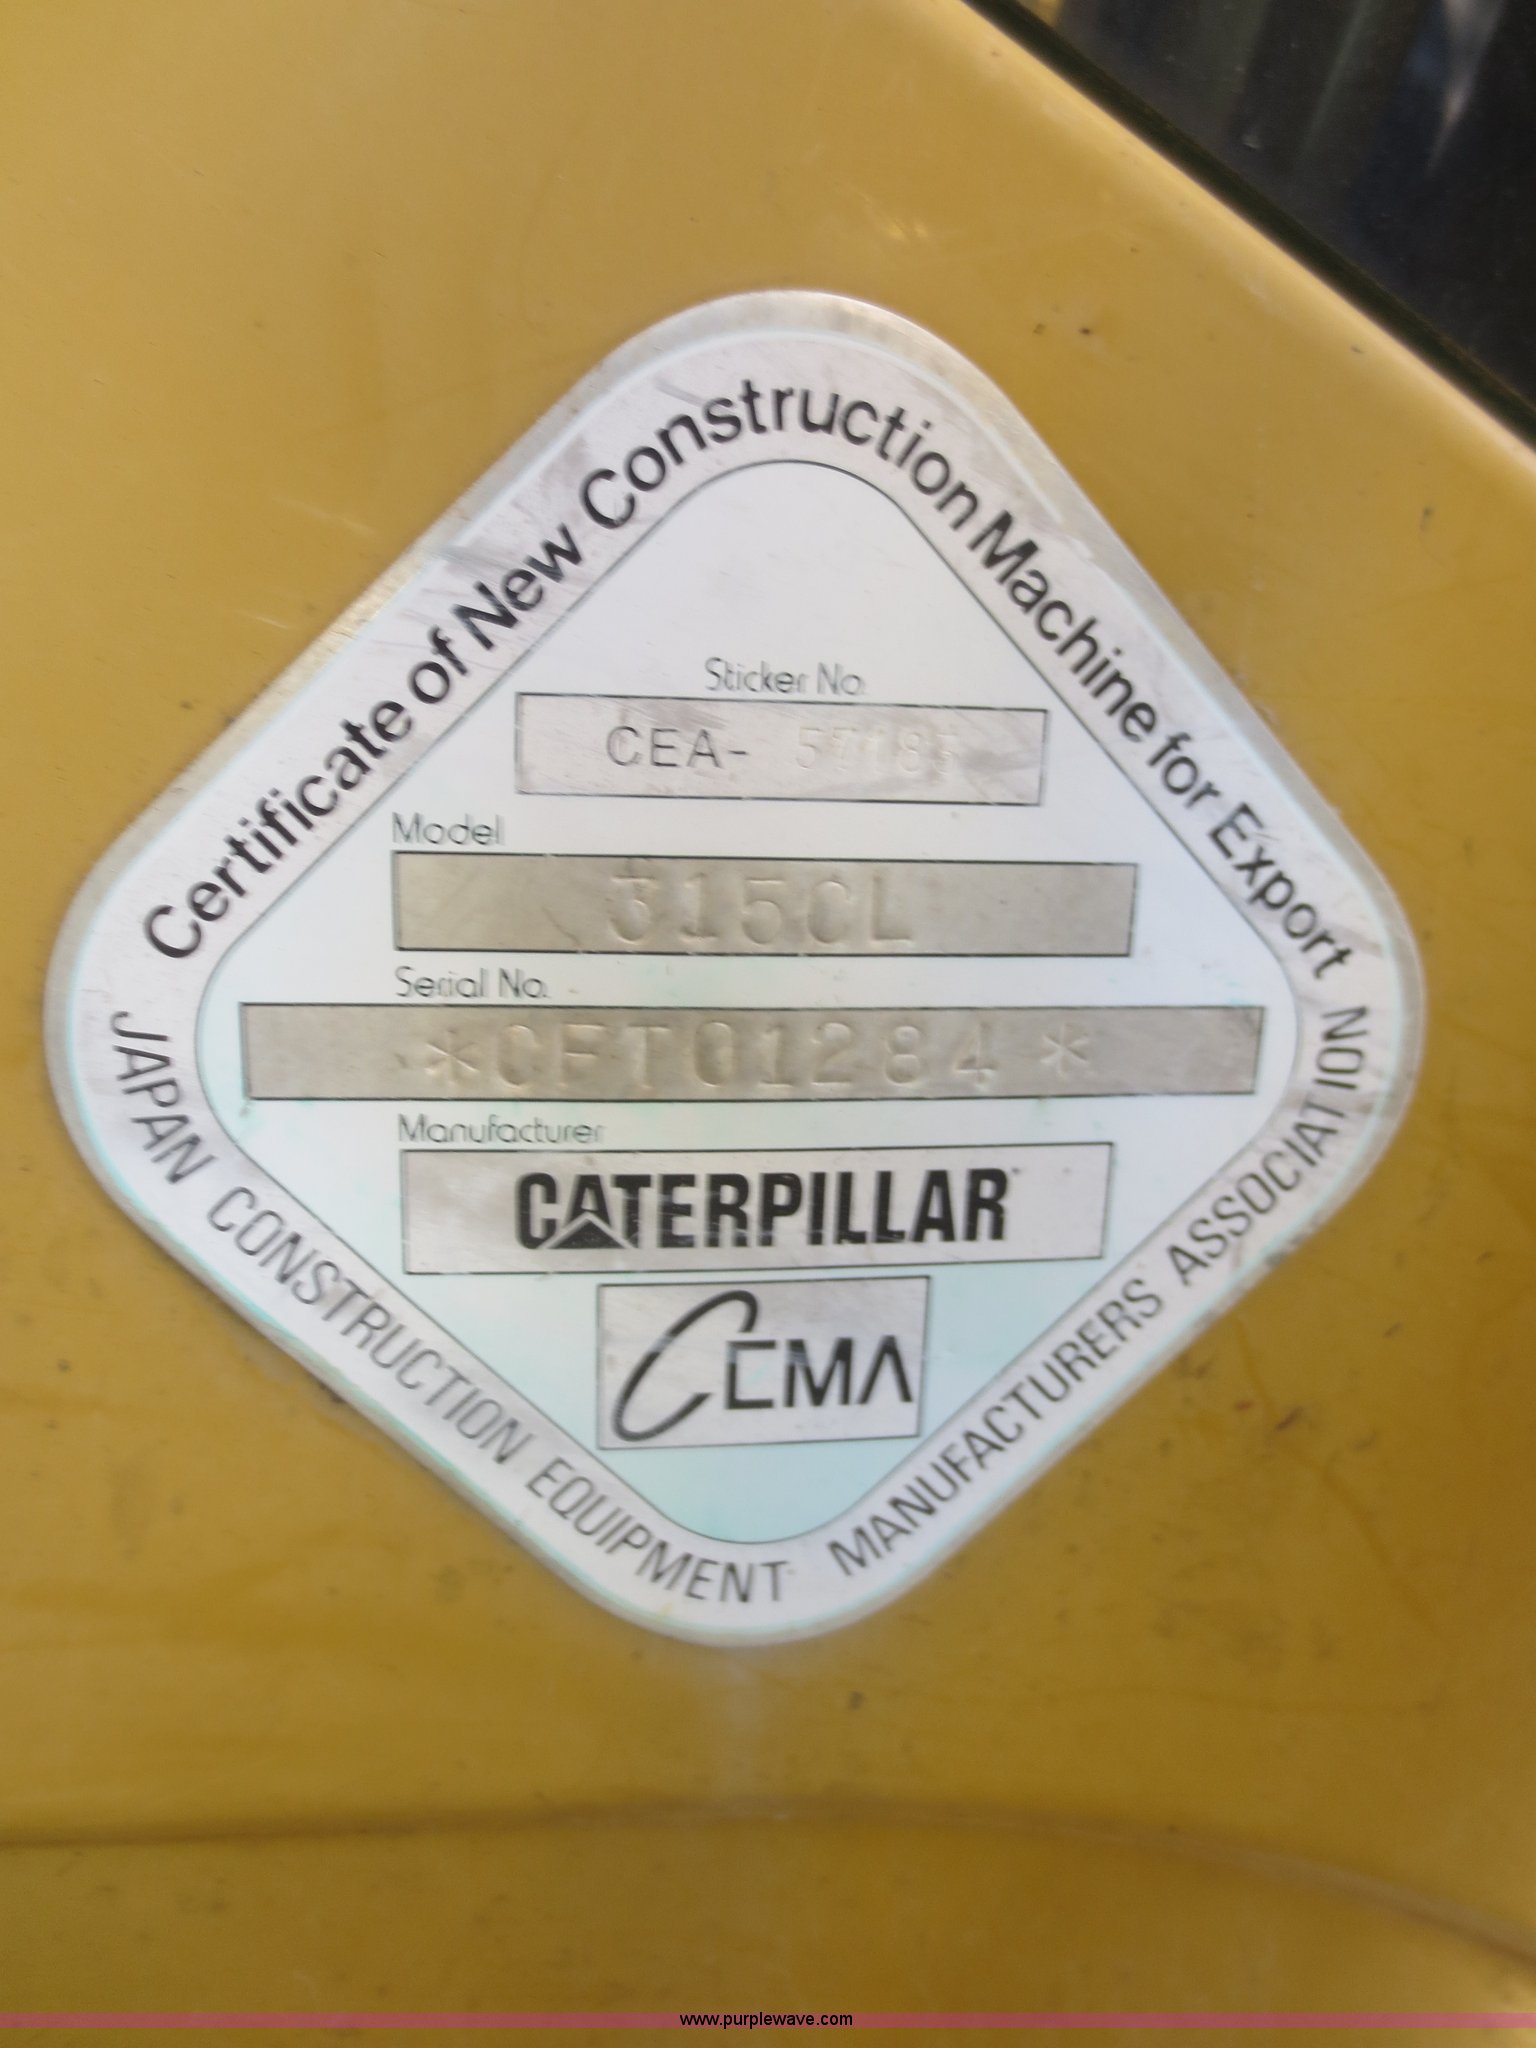 Certificate of New Construction Machine for Export
Sticker No.
CEA- 57185
Model
315CL
Serial No.
*CFT01284*
Manufacturer
CATERPILLAR
CEMA
JAPAN CONSTRUCTION EQUIPMENT MANUFACTURERS ASSOCIATION
www.purplewave.com